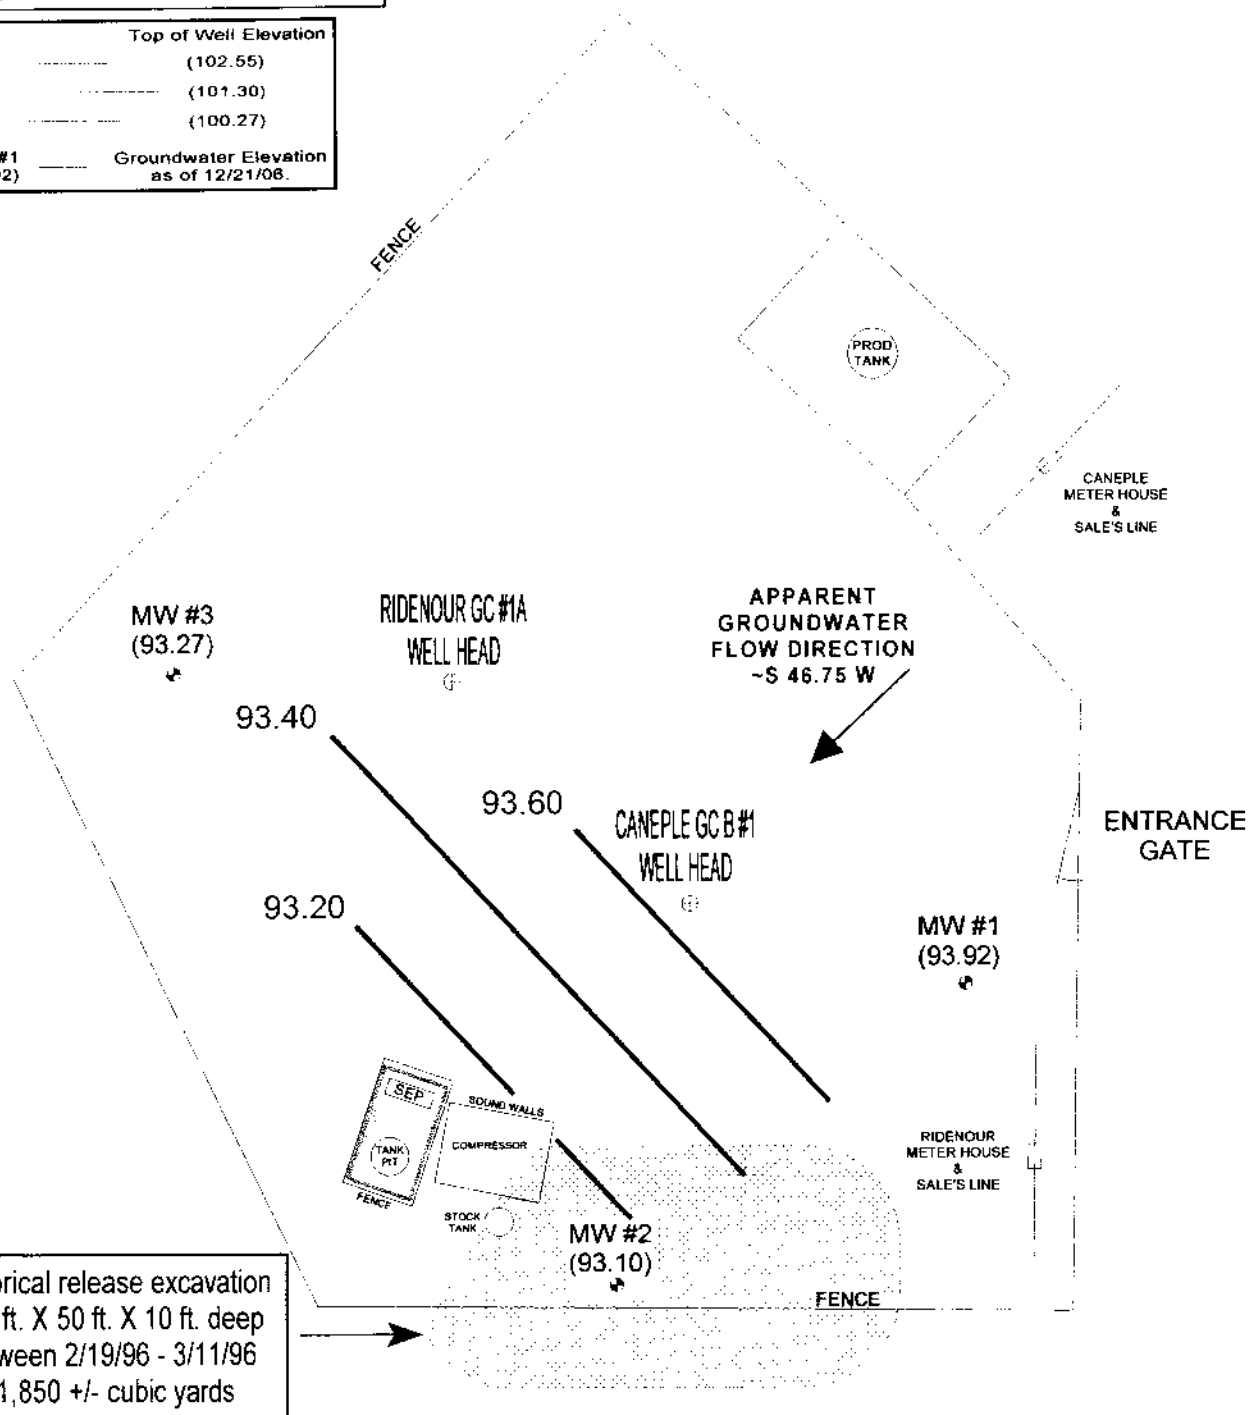 Top of Well Elevation
(102.55)
(101.30)
(100.27)
#1
2)
Groundwater Elevation
as of 12/21/06.
FENCE
PROD
TANK
CANEPLE
METER HOUSE
&
SALE'S LINE
MW #3
(93.27)
RIDENOUR GC #1A
WELL HEAD
APPARENT
GROUNDWATER
FLOW DIRECTION
~S 46.75 W
93.40
93.60
CANEPLE GC B #1
WELL HEAD
ENTRANCE
GATE
93.20
MW #1
(93.92)
SEP
TANK
PIT
FENCE
SOUND WALLS
COMPRESSOR
RIDENOUR
METER HOUSE
&
SALE'S LINE
STOCK
TANK
MW #2
(93.10)
FENCE
orical release excavation
ft. X 50 ft. X 10 ft. deep
ween 2/19/96 - 3/11/96
1,850 +/- cubic yards